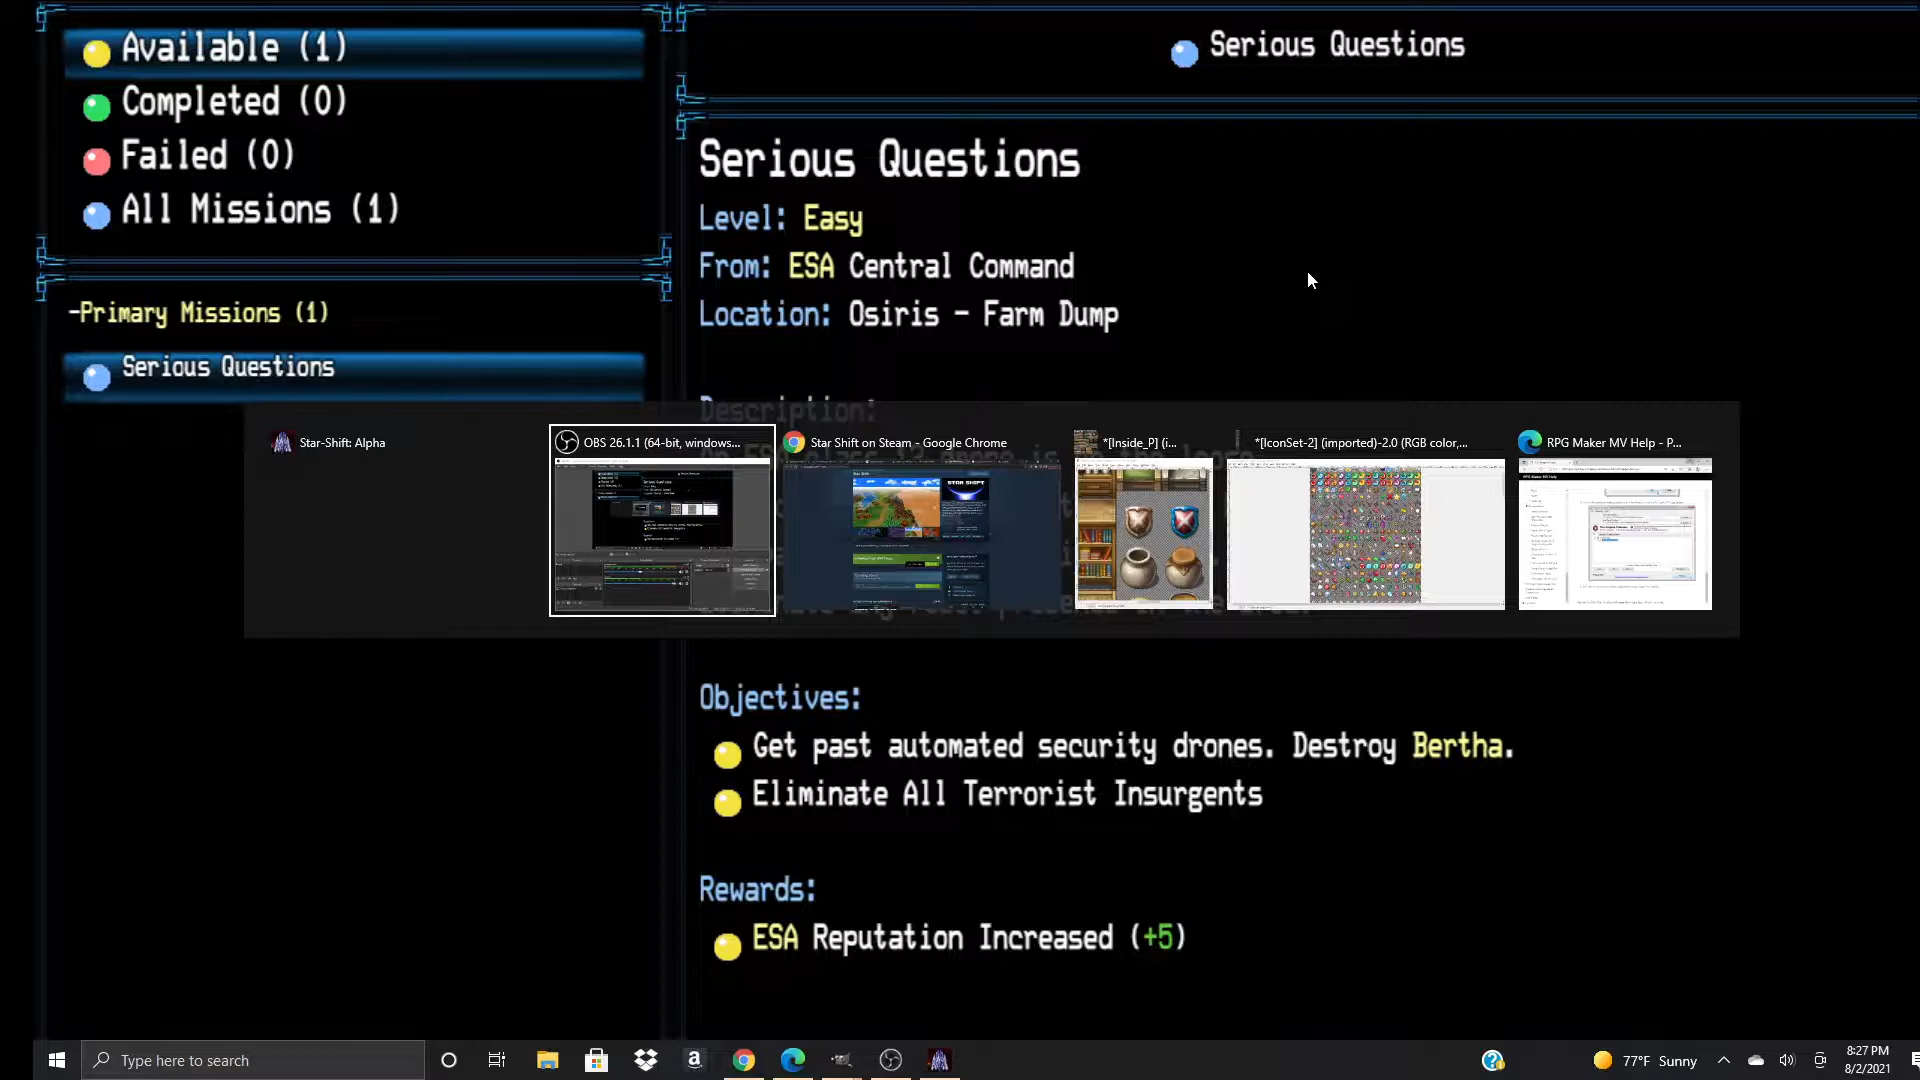 Available (1)
Completed (0)
Failed (0)
All Missions (1)
-Primary Missions (1)
Serious Questions
Serious Questions
Serious Questions
Level: Easy
From: ESA Central Command
Location: Osiris - Farm Dump
Description:
Star-Shift: Alpha
OBS 26.1.1 (64-bit, windows...
Star Shift on Steam - Google Chrome
*[Inside_P] (i...
*[IconSet-2] (imported)-2.0 (RGB color,...
RPG Maker MV Help - P...
Objectives:
Get past automated security drones. Destroy Bertha.
Eliminate All Terrorist Insurgents
Rewards:
ESA Reputation Increased (+5)
Type here to search
77°F Sunny
8:27 PM
8/2/2021